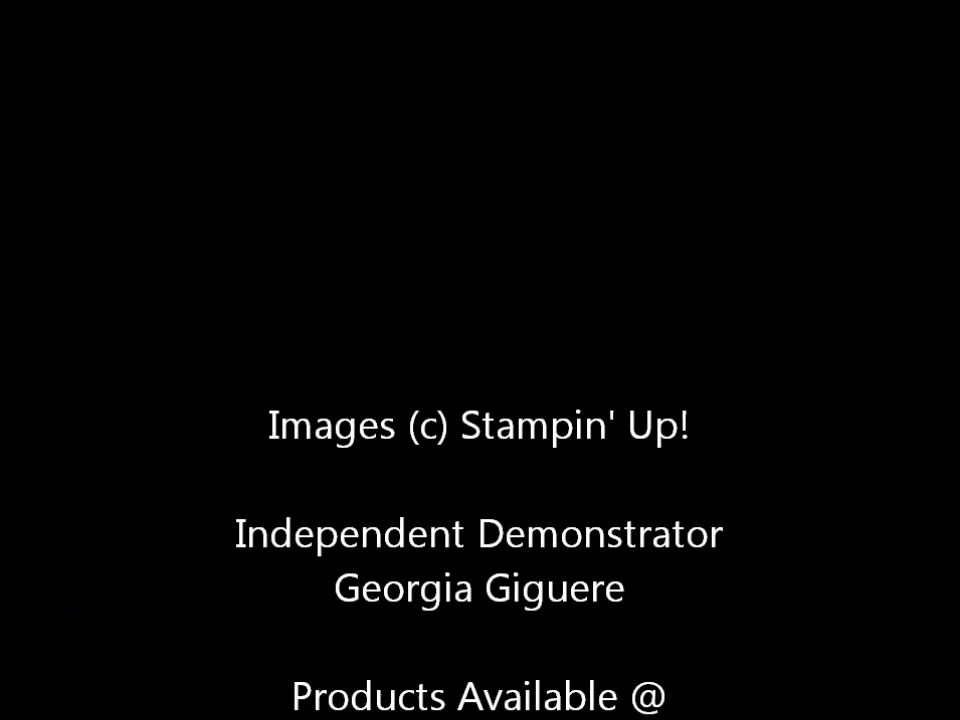 Images (c) Stampin' Up!
Independent Demonstrator
Georgia Giguere
Products Available @